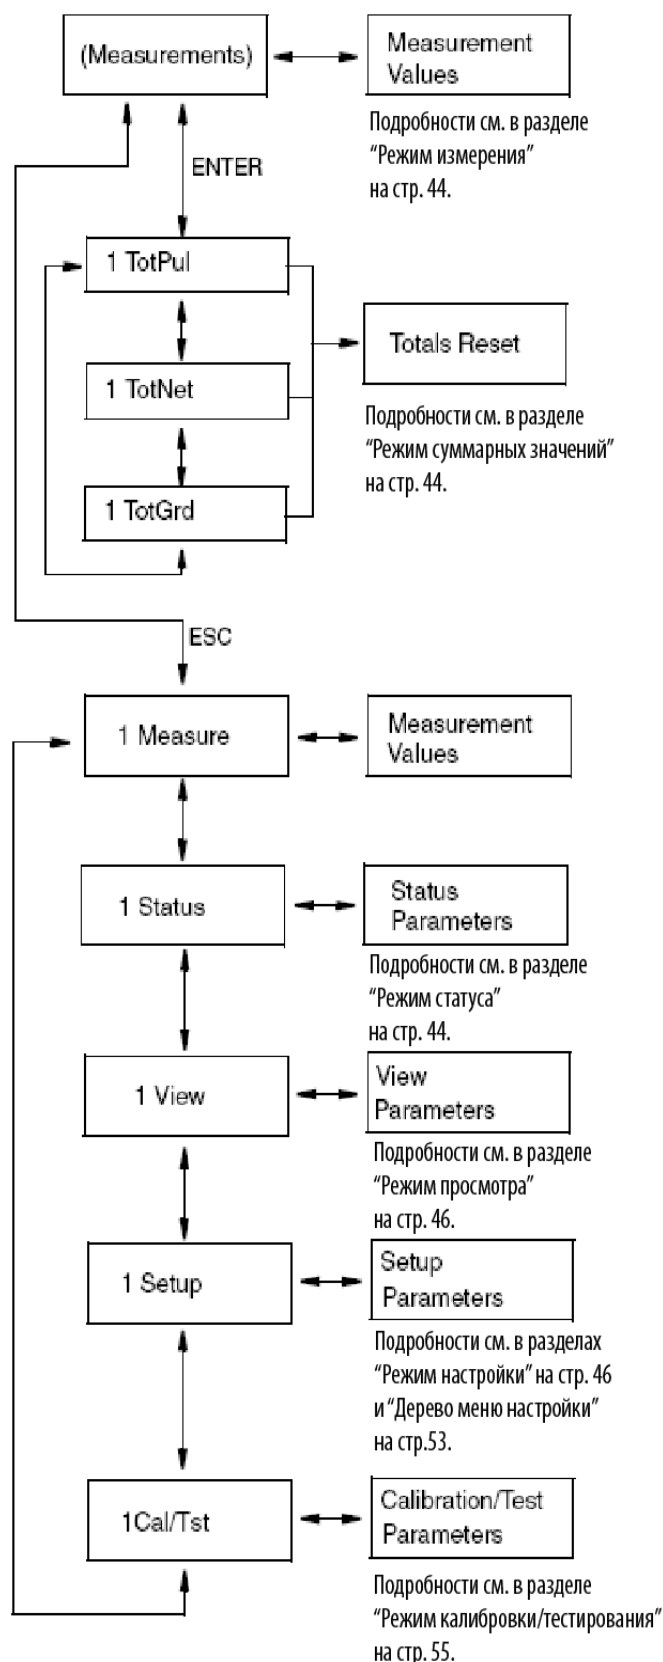 (Measurements)
Measurement
Values
Подробности см. в разделе
“Режим измерения”
на стр. 44.
ENTER
1 TotPul
1 TotNet
1 TotGrd
Totals Reset
Подробности см. в разделе
“Режим суммарных значений”
на стр. 44.
ESC
1 Measure
Measurement
Values
1 Status
Status
Parameters
Подробности см. в разделе
“Режим статуса”
на стр. 44.
1 View
View
Parameters
Подробности см. в разделе
“Режим просмотра”
на стр. 46.
1 Setup
Setup
Parameters
Подробности см. в разделах
“Режим настройки” на стр. 46
и “Дерево меню настройки”
на стр.53.
1Cal/Tst
Calibration/Test
Parameters
Подробности см. в разделе
“Режим калибровки/тестирования”
на стр. 55.